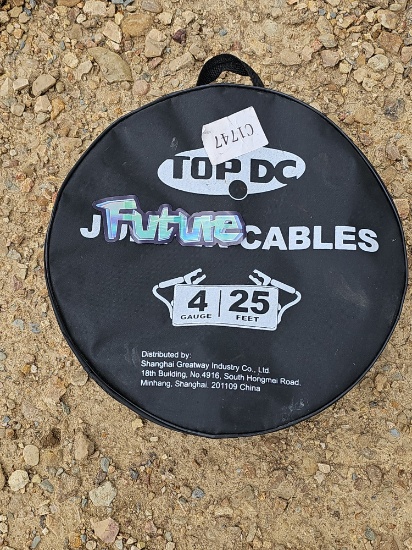 C1747
TOP DC
J Future CABLES
4 25
GAUGE FEET
Distributed by:
Shanghai Greatway Industry Co., Ltd.
18th Building, No.4916, South Hongmei Road.
Minhang, Shanghai. 201109 China